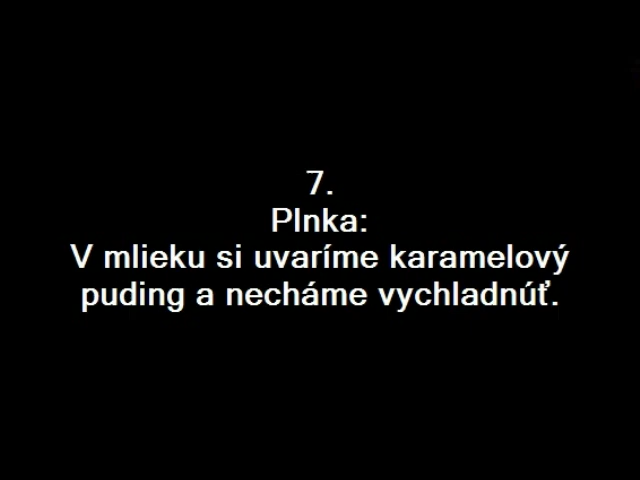 7.
Plnka:
V mlieku si uvaríme karamelový
puding a necháme vychladnúť.